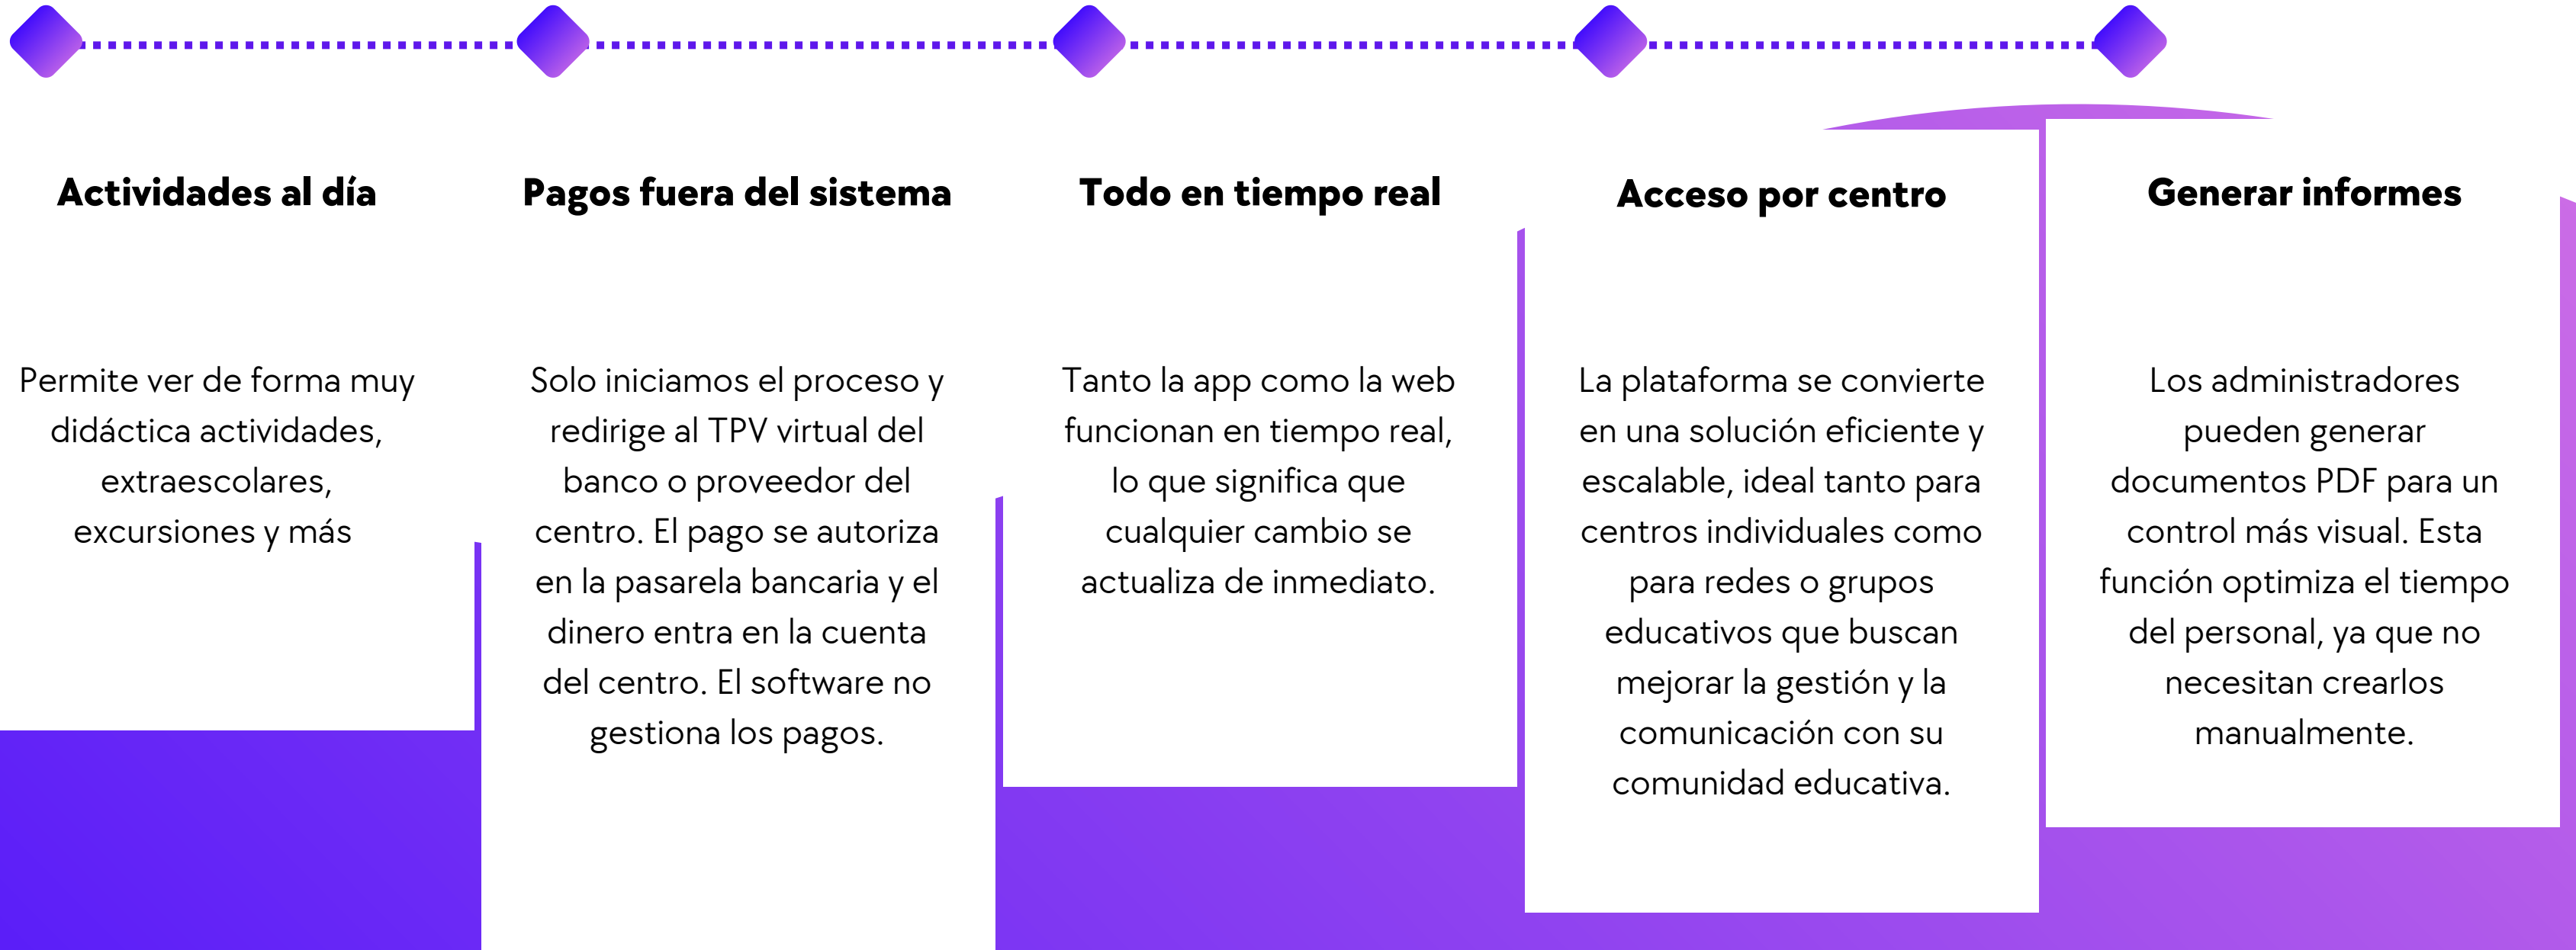 Actividades al día
Permite ver de forma muy
didáctica actividades,
extraescolares,
excursiones y más
Pagos fuera del sistema
Solo iniciamos el proceso y
redirige al TPV virtual del
banco o proveedor del
centro. El pago se autoriza
en la pasarela bancaria y el
dinero entra en la cuenta
del centro. El software no
gestiona los pagos.
Todo en tiempo real
Tanto la app como la web
funcionan en tiempo real,
lo que significa que
cualquier cambio se
actualiza de inmediato.
Acceso por centro
La plataforma se convierte
en una solución eficiente y
escalable, ideal tanto para
centros individuales como
para redes o grupos
educativos que buscan
mejorar la gestión y la
comunicación con su
comunidad educativa.
Generar informes
Los administradores
pueden generar
documentos PDF para un
control más visual. Esta
función optimiza el tiempo
del personal, ya que no
necesitan crearlos
manualmente.